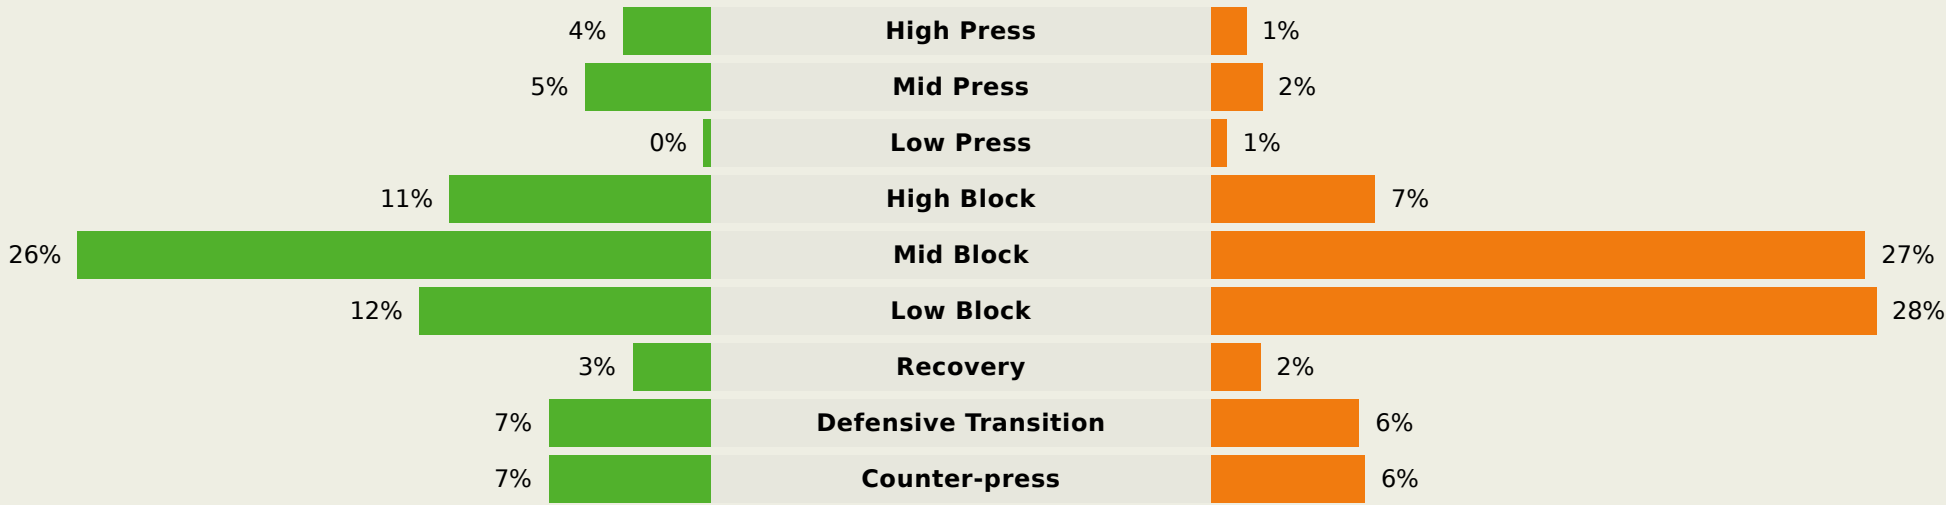 4% High Press 1%
5% Mid Press 2%
0% Low Press 1%
11% High Block 7%
26% Mid Block 27%
12% Low Block 28%
3% Recovery 2%
7% Defensive Transition 6%
7% Counter-press 6%